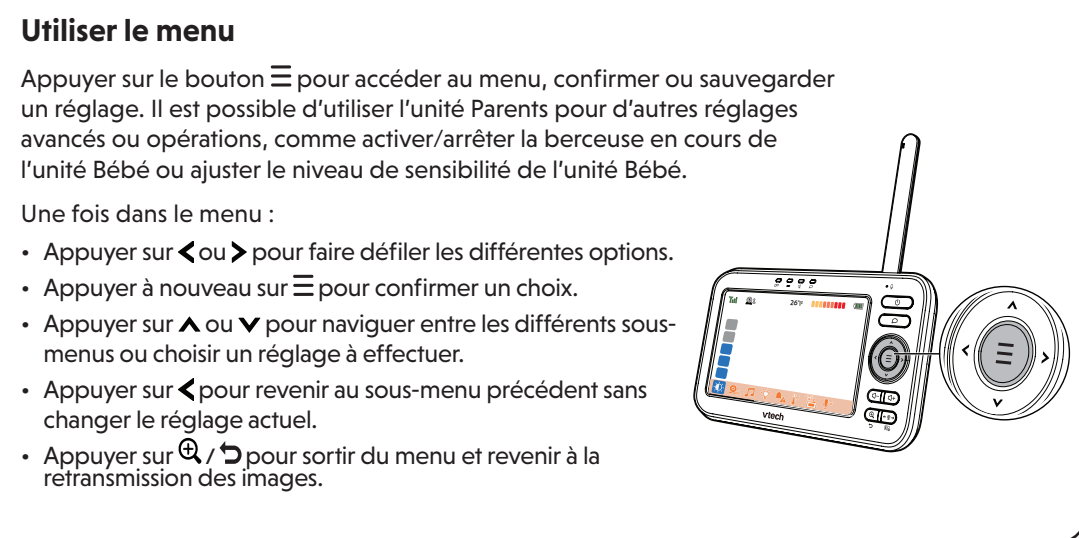 Utiliser le menu
Appuyer sur le bouton ☰ pour accéder au menu, confirmer ou sauvegarder
un réglage. Il est possible d’utiliser l’unité Parents pour d’autres réglages
avancés ou opérations, comme activer/arrêter la berceuse en cours de
l’unité Bébé ou ajuster le niveau de sensibilité de l’unité Bébé.
Une fois dans le menu :
• Appuyer sur < ou > pour faire défiler les différentes options.
• Appuyer à nouveau sur ☰ pour confirmer un choix.
• Appuyer sur ∧ ou ∨ pour naviguer entre les différents sous-
menus ou choisir un réglage à effectuer.
• Appuyer sur < pour revenir au sous-menu précédent sans
changer le réglage actuel.
• Appuyer sur 🔍 / ⮌ pour sortir du menu et revenir à la
retransmission des images.
26°F
vtech